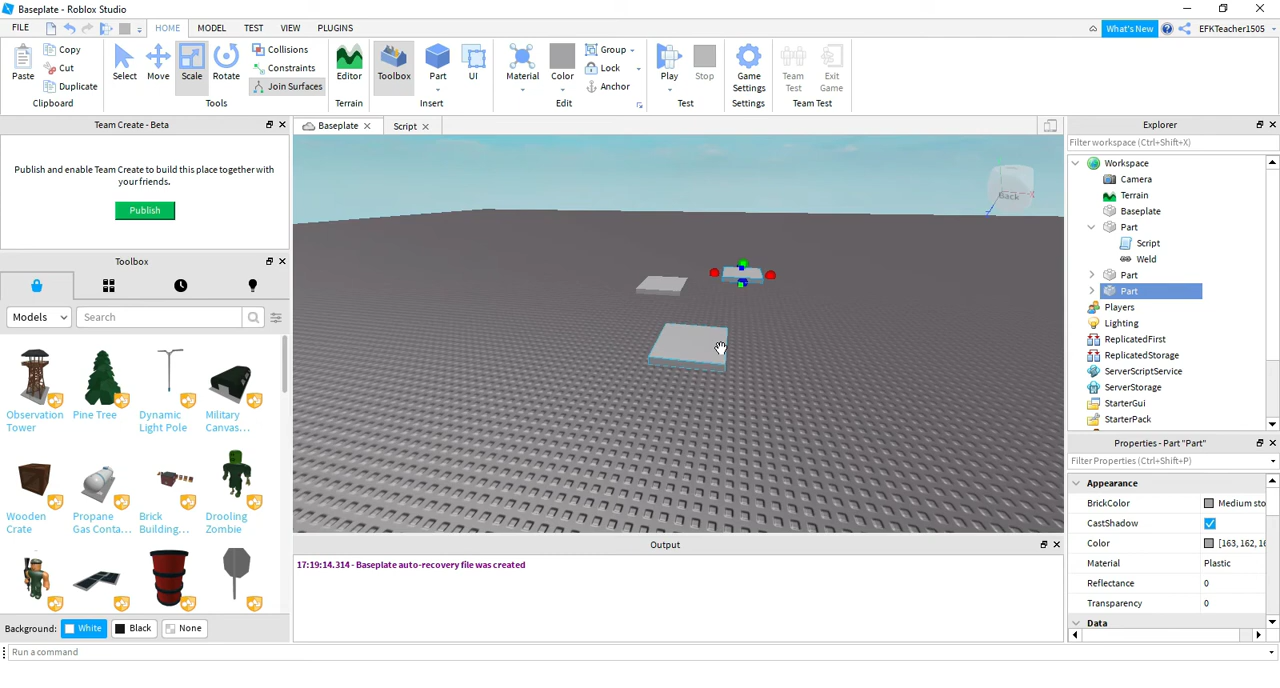 Baseplate - Roblox Studio
FILE HOME MODEL TEST VIEW PLUGINS What's New EFKTeacher1505
Paste Copy Cut Duplicate Select Move Scale Rotate Collisions Constraints Join Surfaces Editor Toolbox Part UI Material Color Group Lock Anchor Play Stop Game Settings Team Test Exit Game
Clipboard Tools Terrain Insert Edit Test Settings Team Test
Team Create - Beta
Publish and enable Team Create to build this place together with
your friends.
Publish
Toolbox
Models Search
Observation Tower
Pine Tree
Dynamic Light Pole
Military Canvas...
Wooden Crate
Propane Gas Conta...
Brick Building...
Drooling Zombie
Background: White Black None
Run a command
Baseplate Script
Back
Output
17:19:14.314 - Baseplate auto-recovery file was created
Explorer
Filter workspace (Ctrl+Shift+X)
Workspace
Camera
Terrain
Baseplate
Part
Script
Weld
Part
Part
Players
Lighting
ReplicatedFirst
ReplicatedStorage
ServerScriptService
ServerStorage
StarterGui
StarterPack
Properties - Part "Part"
Filter Properties (Ctrl+Shift+P)
Appearance
BrickColor Medium sto
CastShadow
Color [163, 162, 16
Material Plastic
Reflectance 0
Transparency 0
Data